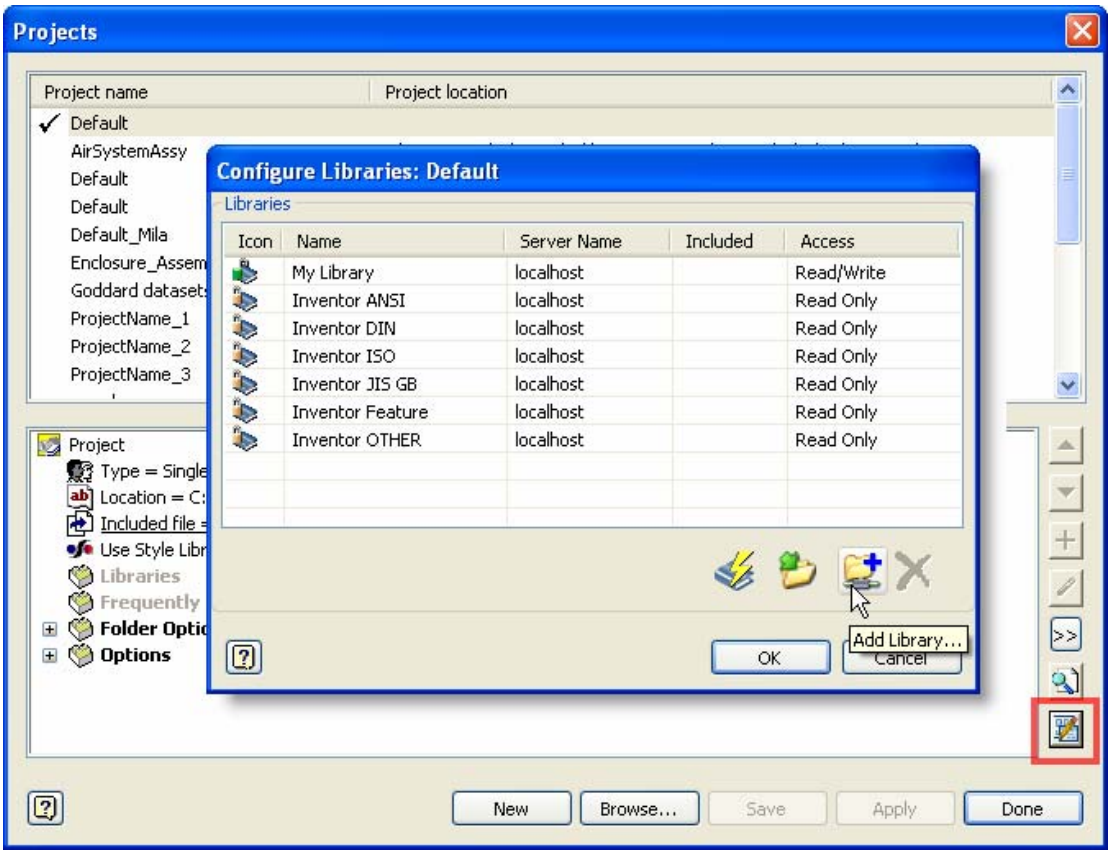 Projects
Project name Project location
Default
AirSystemAssy
Default
Default
Default_Mila
Enclosure_Assem
Goddard datasets
ProjectName_1
ProjectName_2
ProjectName_3
Configure Libraries: Default
Libraries
Icon Name Server Name Included Access
My Library localhost Read/Write
Inventor ANSI localhost Read Only
Inventor DIN localhost Read Only
Inventor ISO localhost Read Only
Inventor JIS GB localhost Read Only
Inventor Feature localhost Read Only
Inventor OTHER localhost Read Only
Add Library...
OK Cancel
Project
Type = Single
ab Location = C:
Included file =
Use Style Libr
Libraries
Frequently
Folder Optio
Options
>>
New Browse... Save Apply Done